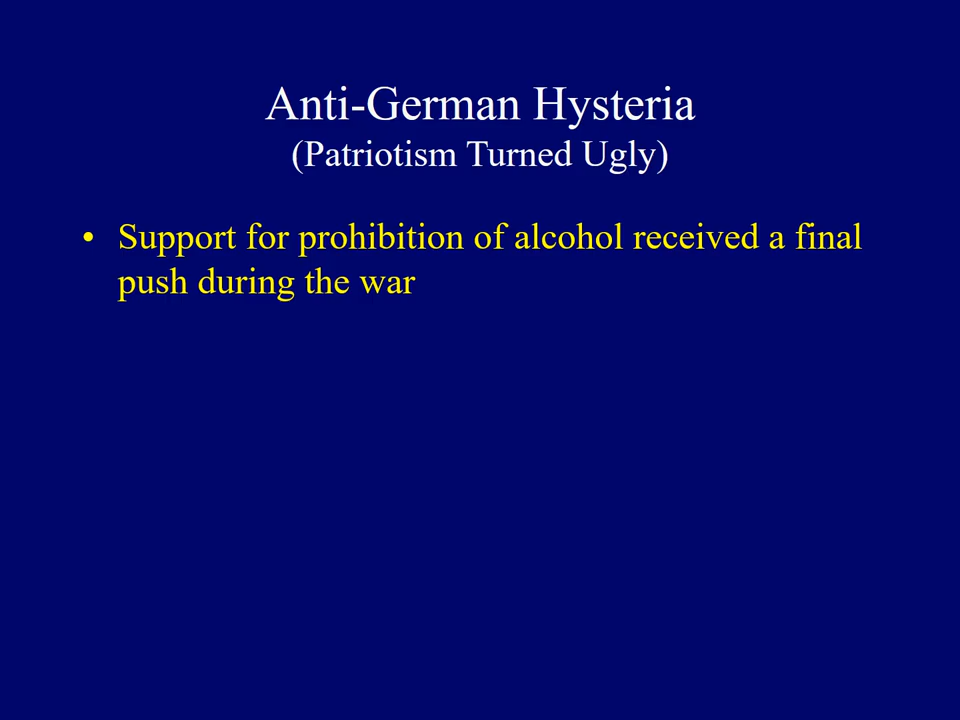 Anti-German Hysteria
(Patriotism Turned Ugly)
• Support for prohibition of alcohol received a final
push during the war